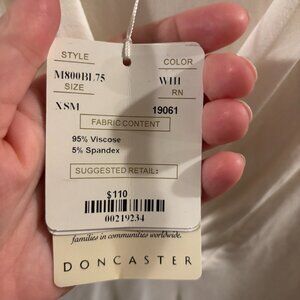 STYLE COLOR
M800BL75 WHI
SIZE RN
XSM 19061
FABRIC CONTENT
95% Viscose
5% Spandex
SUGGESTED RETAIL:
$110
00219234
families in communities worldwide.
DONCASTER